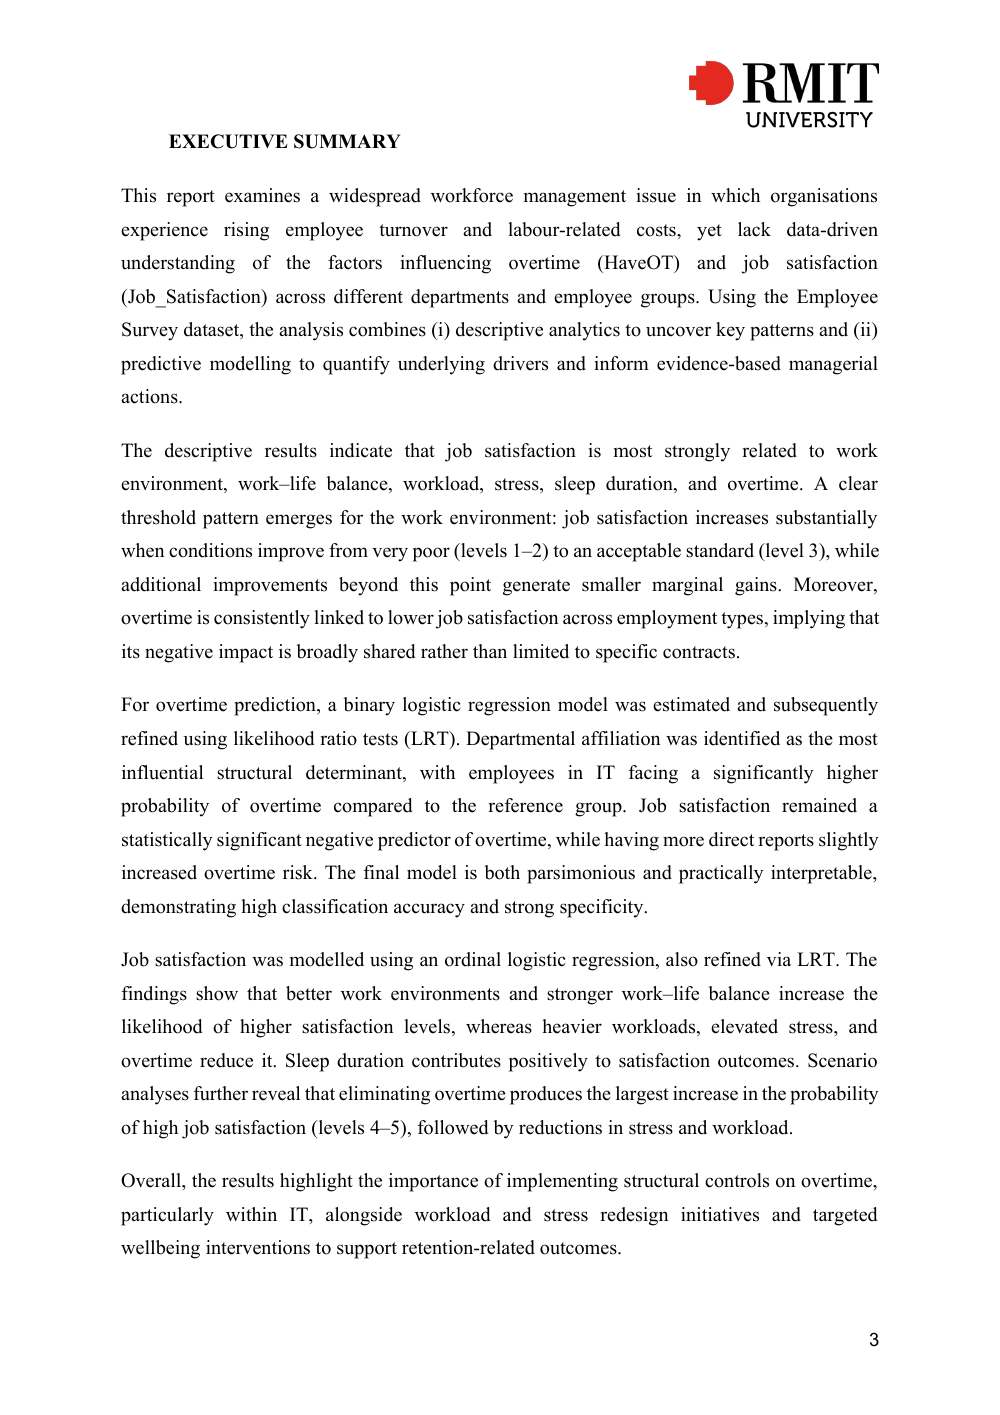 RMIT
UNIVERSITY
EXECUTIVE SUMMARY
This report examines a widespread workforce management issue in which organisations
experience rising employee turnover and labour-related costs, yet lack data-driven
understanding of the factors influencing overtime (HaveOT) and job satisfaction
(Job_Satisfaction) across different departments and employee groups. Using the Employee
Survey dataset, the analysis combines (i) descriptive analytics to uncover key patterns and (ii)
predictive modelling to quantify underlying drivers and inform evidence-based managerial
actions.
The descriptive results indicate that job satisfaction is most strongly related to work
environment, work–life balance, workload, stress, sleep duration, and overtime. A clear
threshold pattern emerges for the work environment: job satisfaction increases substantially
when conditions improve from very poor (levels 1–2) to an acceptable standard (level 3), while
additional improvements beyond this point generate smaller marginal gains. Moreover,
overtime is consistently linked to lower job satisfaction across employment types, implying that
its negative impact is broadly shared rather than limited to specific contracts.
For overtime prediction, a binary logistic regression model was estimated and subsequently
refined using likelihood ratio tests (LRT). Departmental affiliation was identified as the most
influential structural determinant, with employees in IT facing a significantly higher
probability of overtime compared to the reference group. Job satisfaction remained a
statistically significant negative predictor of overtime, while having more direct reports slightly
increased overtime risk. The final model is both parsimonious and practically interpretable,
demonstrating high classification accuracy and strong specificity.
Job satisfaction was modelled using an ordinal logistic regression, also refined via LRT. The
findings show that better work environments and stronger work–life balance increase the
likelihood of higher satisfaction levels, whereas heavier workloads, elevated stress, and
overtime reduce it. Sleep duration contributes positively to satisfaction outcomes. Scenario
analyses further reveal that eliminating overtime produces the largest increase in the probability
of high job satisfaction (levels 4–5), followed by reductions in stress and workload.
Overall, the results highlight the importance of implementing structural controls on overtime,
particularly within IT, alongside workload and stress redesign initiatives and targeted
wellbeing interventions to support retention-related outcomes.
3